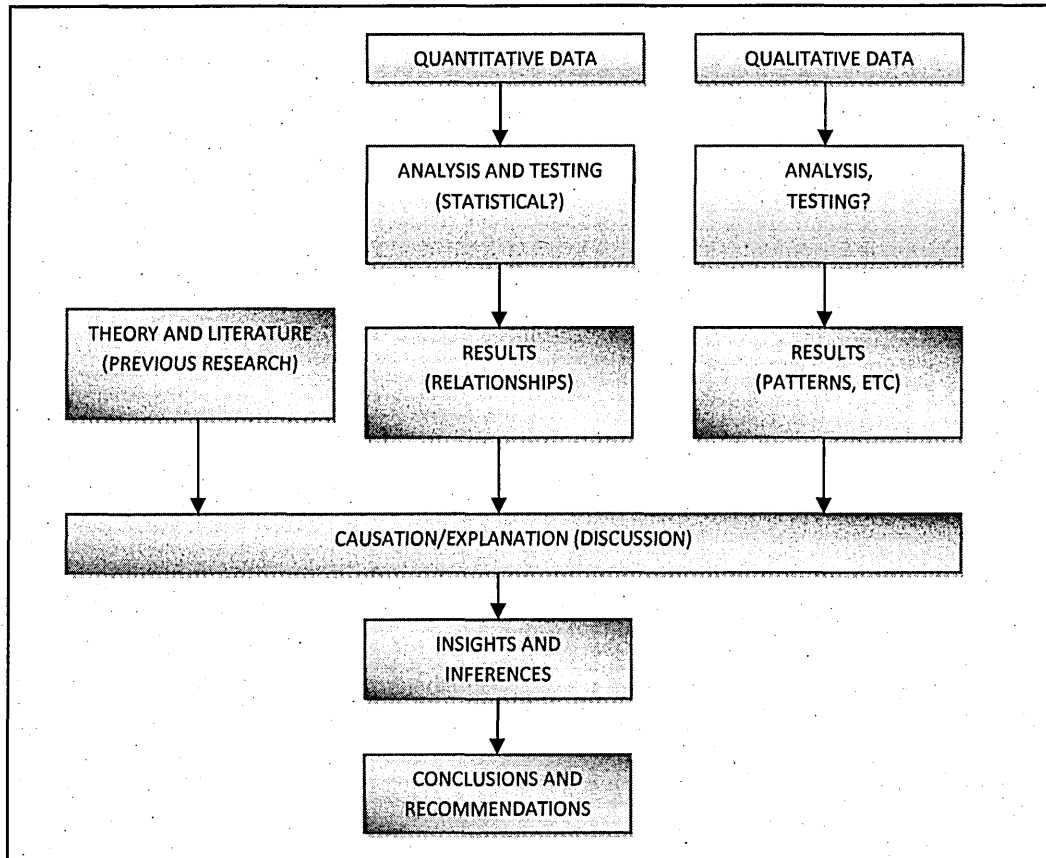 QUANTITATIVE DATA
QUALITATIVE DATA
ANALYSIS AND TESTING
(STATISTICAL?)
ANALYSIS,
TESTING?
THEORY AND LITERATURE
(PREVIOUS RESEARCH)
RESULTS
(RELATIONSHIPS)
RESULTS
(PATTERNS, ETC)
CAUSATION/EXPLANATION (DISCUSSION)
INSIGHTS AND
INFERENCES
CONCLUSIONS AND
RECOMMENDATIONS